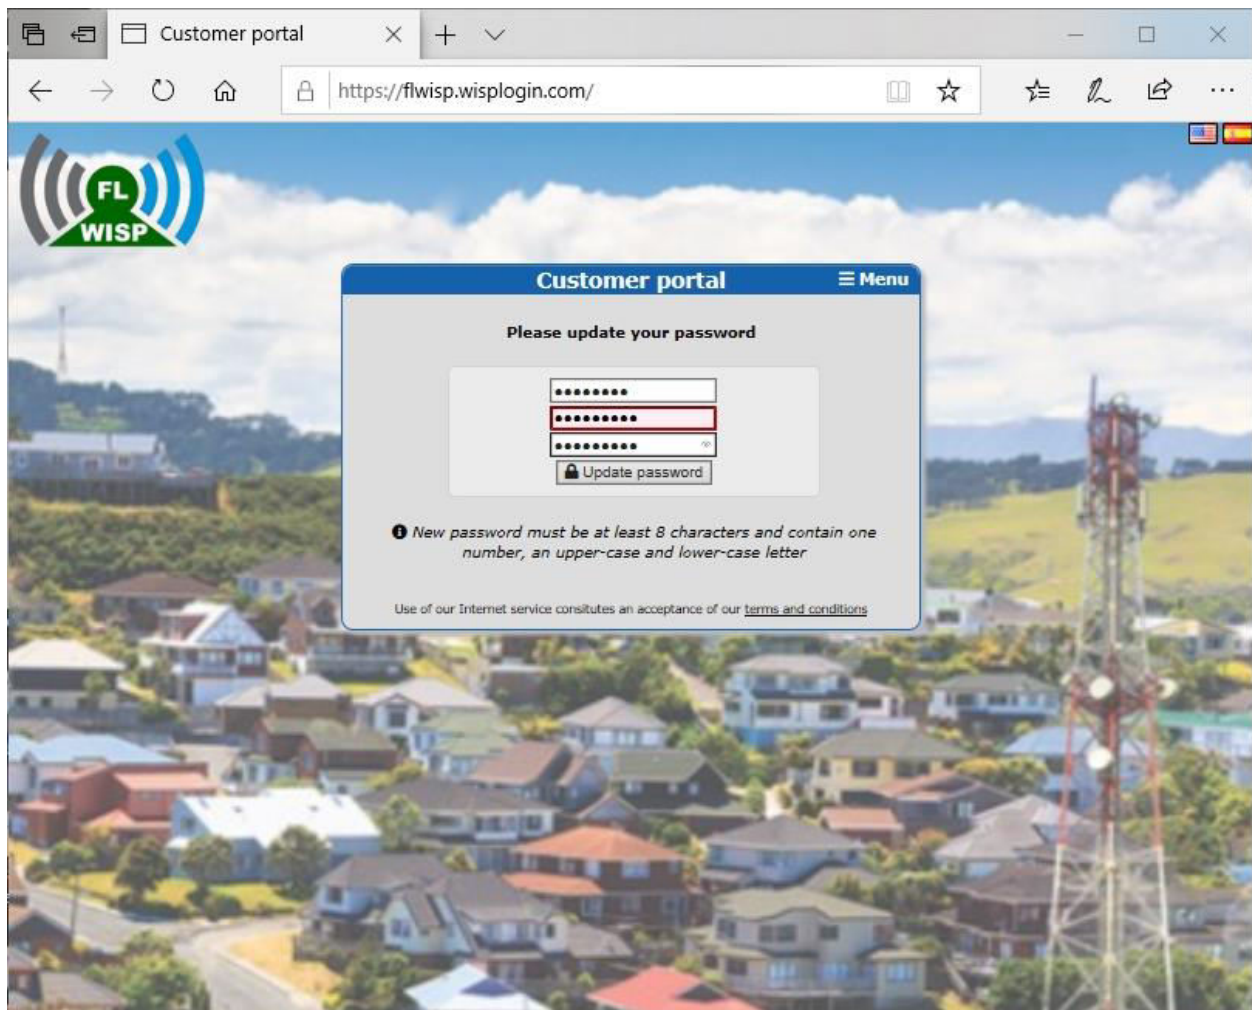 Customer portal
https://flwisp.wisplogin.com/
FL
WISP
Customer portal
Menu
Please update your password
••••••••
•••••••••
•••••••••
Update password
New password must be at least 8 characters and contain one
number, an upper-case and lower-case letter
Use of our Internet service consitutes an acceptance of our terms and conditions